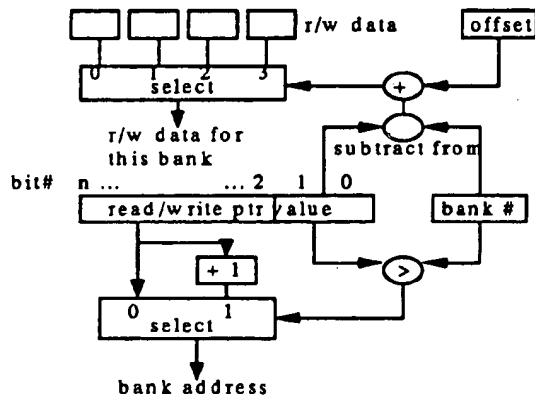 r/w data
offset
0 1 2 3
select
+
r/w data for
this bank
subtract from
bit# n ... ... 2 1 0
read/write ptr value
bank #
+ 1
>
0 1
select
bank address